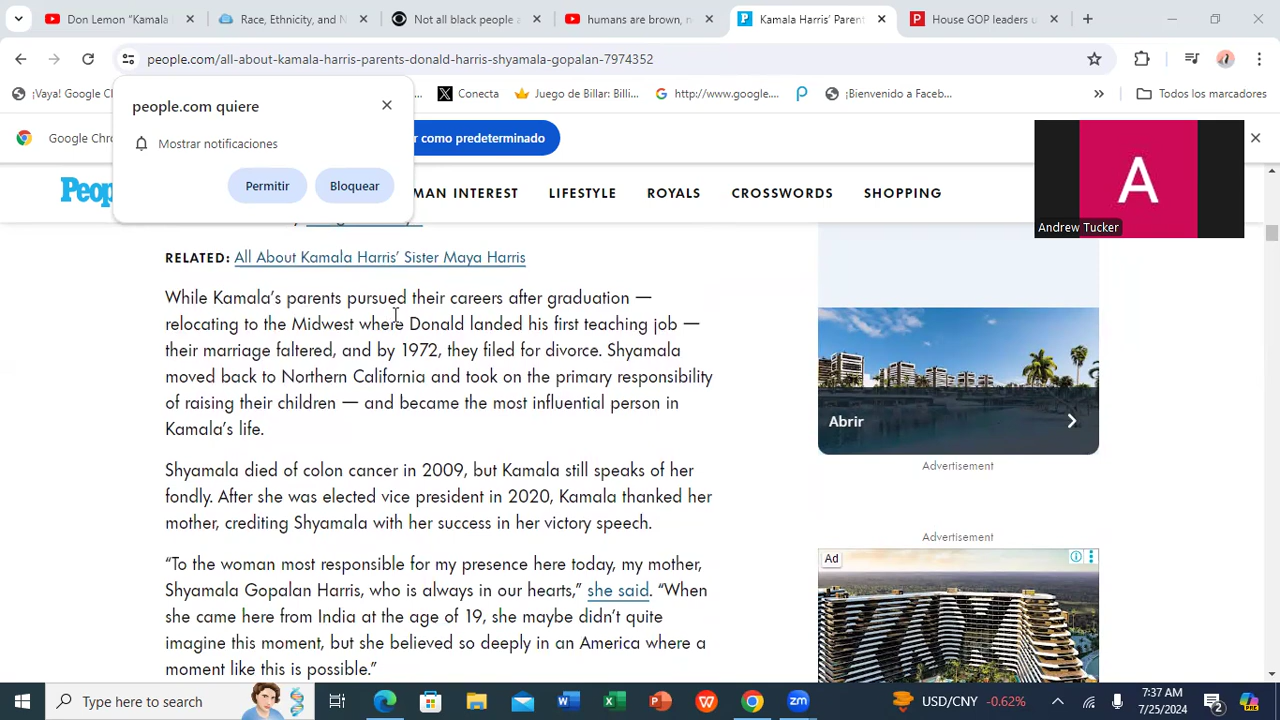 Don Lemon "Kamala
Race, Ethnicity, and N
Not all black people a
humans are brown, n
Kamala Harris' Parent
House GOP leaders u
people.com/all-about-kamala-harris-parents-donald-harris-shyamala-gopalan-7974352
¡Vaya! Google Ch
Conecta
Juego de Billar: Billi...
http://www.google....
¡Bienvenido a Faceb...
Todos los marcadores
people.com quiere
Mostrar notificaciones
Permitir
Bloquear
Google Chro
r como predeterminado
Andrew Tucker
A
Peop
MAN INTEREST
LIFESTYLE
ROYALS
CROSSWORDS
SHOPPING
RELATED: All About Kamala Harris' Sister Maya Harris
While Kamala's parents pursued their careers after graduation —
relocating to the Midwest where Donald landed his first teaching job —
their marriage faltered, and by 1972, they filed for divorce. Shyamala
moved back to Northern California and took on the primary responsibility
of raising their children — and became the most influential person in
Kamala's life.
Shyamala died of colon cancer in 2009, but Kamala still speaks of her
fondly. After she was elected vice president in 2020, Kamala thanked her
mother, crediting Shyamala with her success in her victory speech.
"To the woman most responsible for my presence here today, my mother,
Shyamala Gopalan Harris, who is always in our hearts," she said. "When
she came here from India at the age of 19, she maybe didn't quite
imagine this moment, but she believed so deeply in an America where a
moment like this is possible."
Abrir
Advertisement
Advertisement
Ad
Type here to search
USD/CNY -0.62%
7:37 AM
7/25/2024
2